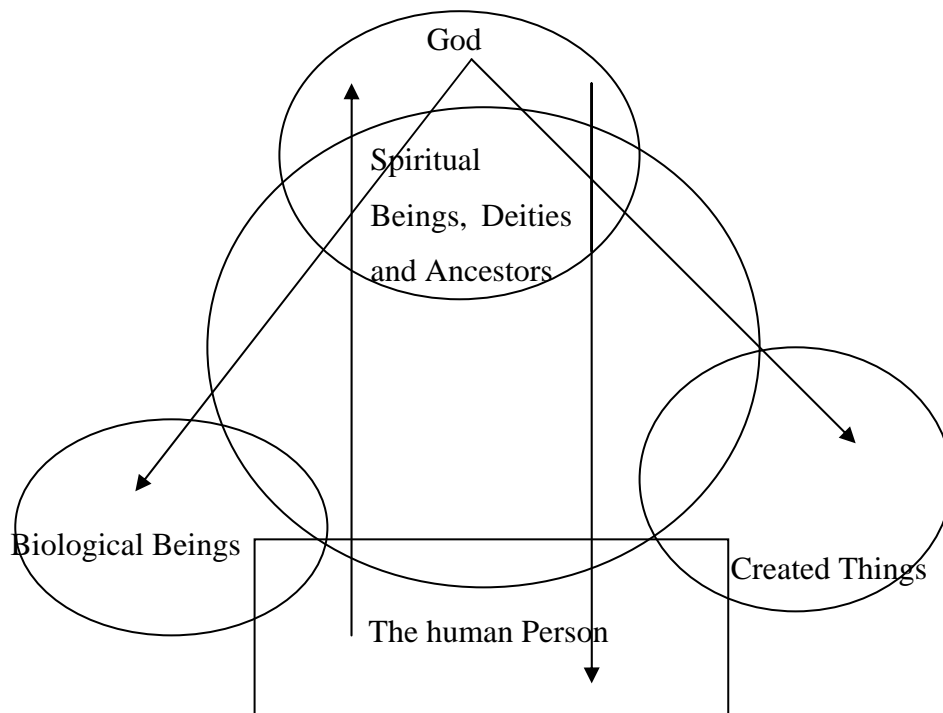 God
Spiritual
Beings, Deities
and Ancestors
Biological Beings
Created Things
The human Person